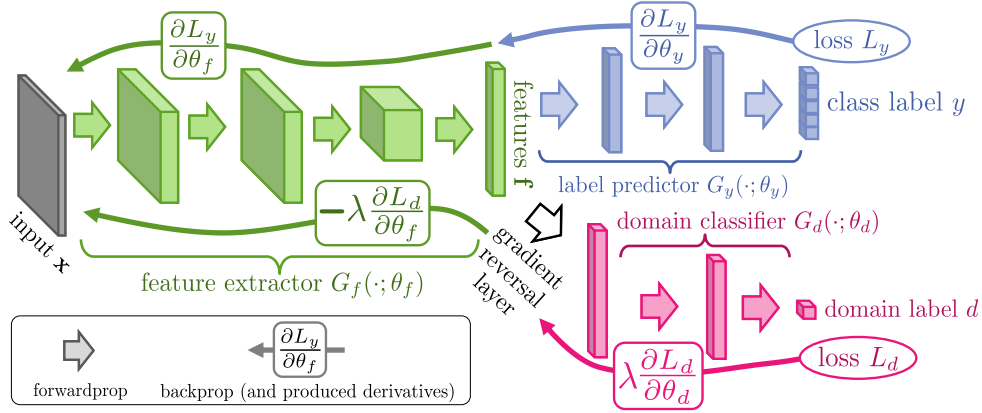 ∂L_y/∂θ_f
∂L_y/∂θ_y
loss L_y
class label y
features f
label predictor G_y(·; θ_y)
input x
−λ ∂L_d/∂θ_f
feature extractor G_f(·; θ_f)
gradient
reversal
layer
domain classifier G_d(·; θ_d)
domain label d
loss L_d
λ ∂L_d/∂θ_d
∂L_y/∂θ_f
forwardprop
backprop (and produced derivatives)